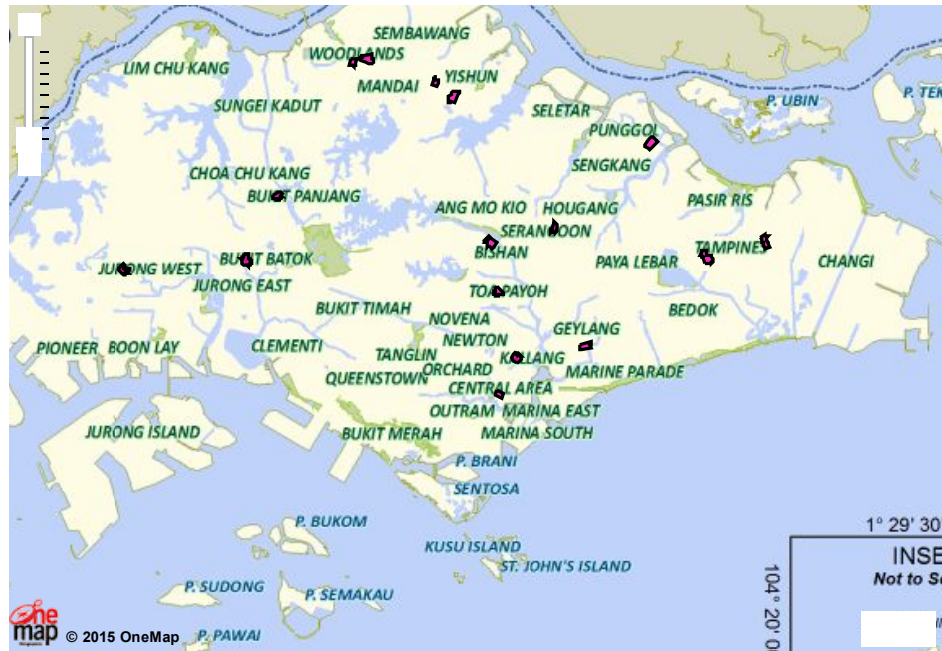 SEMBAWANG
WOODLANDS
LIM CHU KANG
MANDAI
YISHUN
SUNGEI KADUT
SELETAR
P. UBIN
P. TEK
PUNGGOL
SENGKANG
CHOA CHU KANG
BUKIT PANJANG
PASIR RIS
ANG MO KIO
HOUGANG
SERANGOON
BISHAN
TAMPINES
PAYA LEBAR
CHANGI
JURONG WEST
BUKIT BATOK
JURONG EAST
TOA PAYOH
BUKIT TIMAH
BEDOK
NOVENA
GEYLANG
NEWTON
PIONEER
BOON LAY
CLEMENTI
TANGLIN
KALLANG
ORCHARD
MARINE PARADE
QUEENSTOWN
CENTRAL AREA
OUTRAM
MARINA EAST
JURONG ISLAND
BUKIT MERAH
MARINA SOUTH
P. BRANI
SENTOSA
P. BUKOM
1° 29' 30
KUSU ISLAND
INSE
ST. JOHN'S ISLAND
Not to S
104° 20' 0
P. SUDONG
P. SEMAKAU
One
map © 2015 OneMap
P. PAWAI